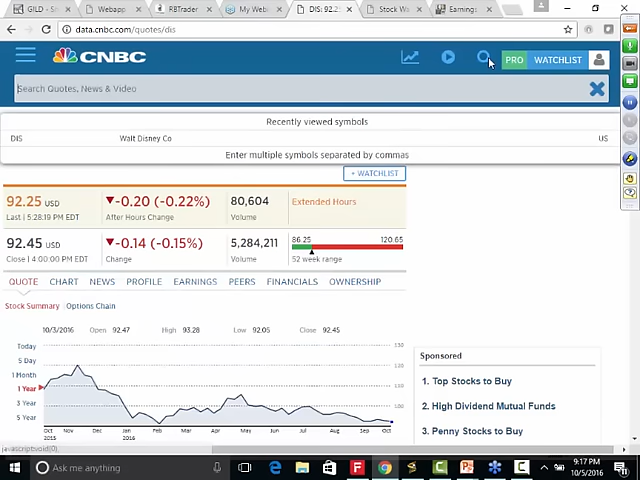 GILD - S
Webapp
RBTrader
My Web
DIS: 92.2
Stock W
Earning
data.cnbc.com/quotes/dis
CNBC
PRO WATCHLIST
Search Quotes, News & Video
Recently viewed symbols
DIS Walt Disney Co US
Enter multiple symbols separated by commas
+ WATCHLIST
92.25 USD -0.20 (-0.22%) 80,604 Extended Hours
Last | 5:28:19 PM EDT After Hours Change Volume
92.45 USD -0.14 (-0.15%) 5,284,211 86.25 120.65
Close | 4:00:00 PM EDT Change Volume 52 week range
QUOTE CHART NEWS PROFILE EARNINGS PEERS FINANCIALS OWNERSHIP
Stock Summary Options Chain
10/3/2016 Open 92.47 High 93.28 Low 92.05 Close 92.45
Today
5 Day
1 Month
1 Year
3 Year
5 Year
130
100
Oct 2015 Nov Dec Jan 2016 Feb Mar Apr May Jun Jul Aug Sep Oct
Sponsored
1. Top Stocks to Buy
2. High Dividend Mutual Funds
3. Penny Stocks to Buy
javascript:void(0)
Ask me anything
9:17 PM
10/5/2016